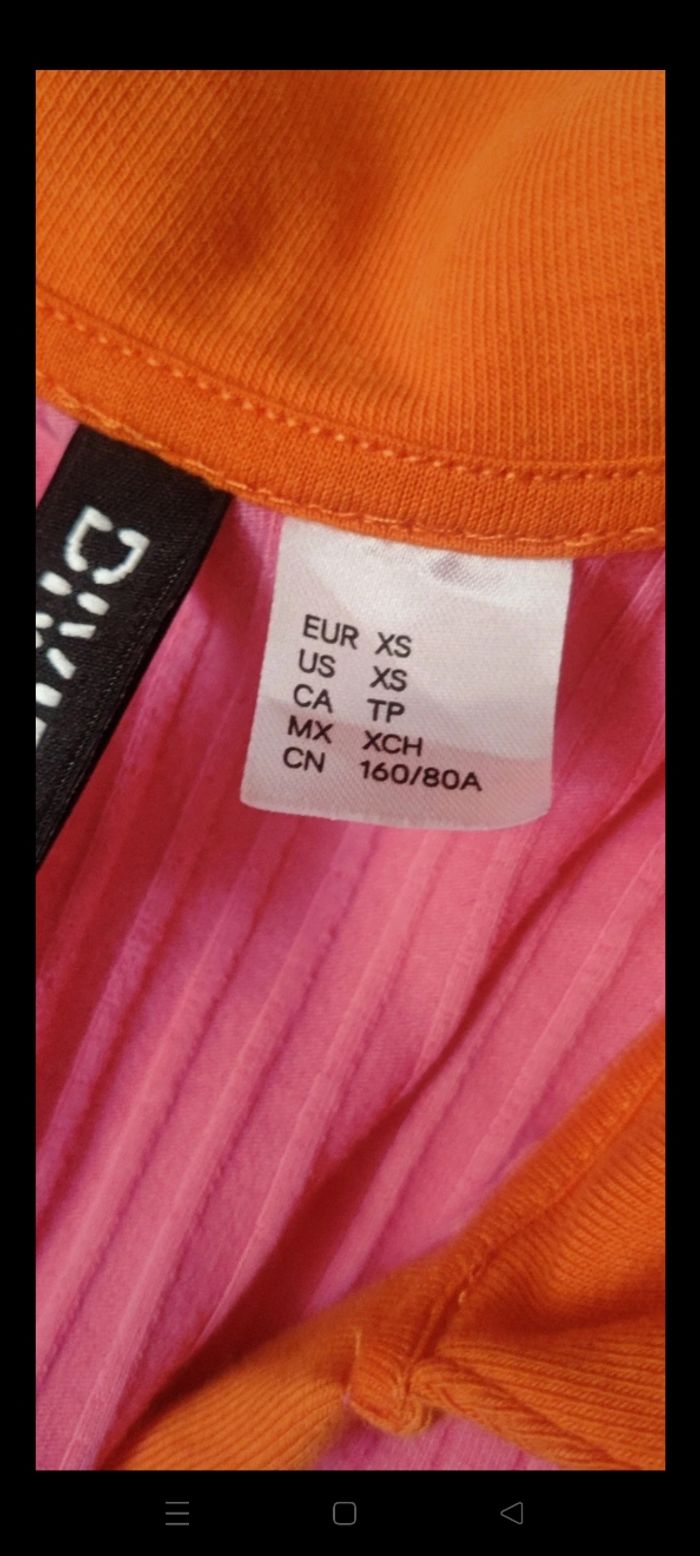 EUR XS
US XS
CA TP
MX XCH
CN 160/80A